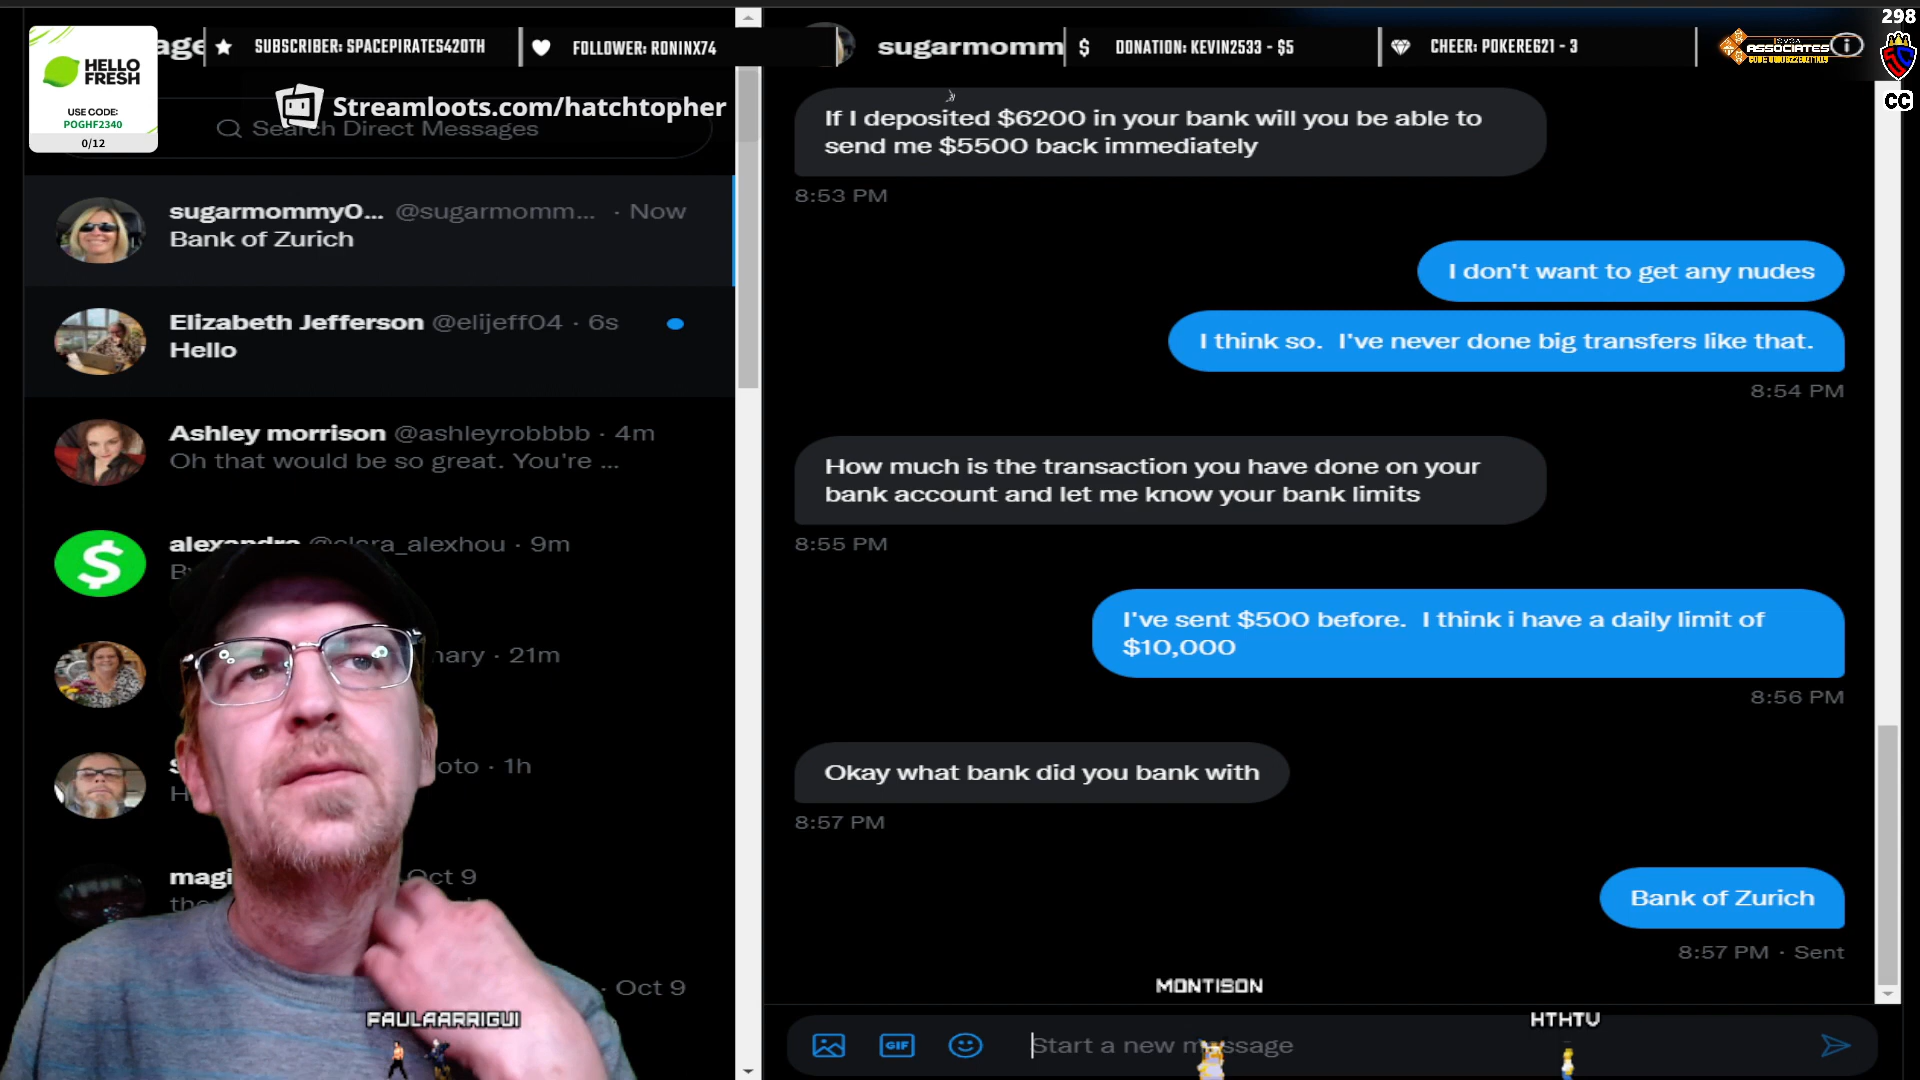 298
HELLO
FRESH
USE CODE:
POGHF2340
0/12
SUBSCRIBER: SPACEPIRATES420TH
FOLLOWER: RONINX74
sugarmomm
DONATION: KEVIN2533 - $5
CHEER: POKERE621 - 3
ASSOCIATES
CC
Streamloots.com/hatchtopher
Search Direct Messages
sugarmommyO... @sugarmomm... · Now
Bank of Zurich
Elizabeth Jefferson @elijeff04 · 6s
Hello
Ashley morrison @ashleyrobbbb · 4m
Oh that would be so great. You're ...
_alexhou · 9m
· 21m
oto · 1h
magi
Oct 9
· Oct 9
If I deposited $6200 in your bank will you be able to
send me $5500 back immediately
8:53 PM
I don't want to get any nudes
I think so. I've never done big transfers like that.
8:54 PM
How much is the transaction you have done on your
bank account and let me know your bank limits
8:55 PM
I've sent $500 before. I think i have a daily limit of
$10,000
8:56 PM
Okay what bank did you bank with
8:57 PM
Bank of Zurich
8:57 PM · Sent
MONTISON
FAULAARRIGUI
HTHTV
GIF
Start a new message